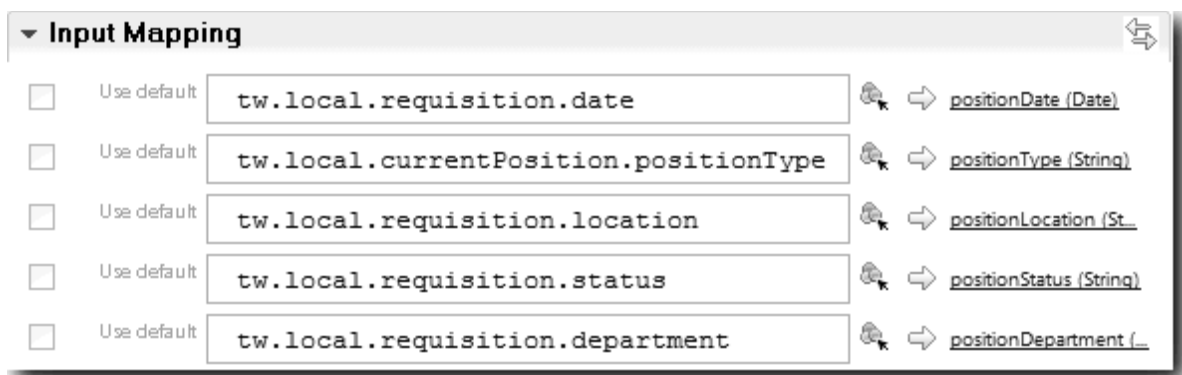 Input Mapping
Use default tw.local.requisition.date positionDate (Date)
Use default tw.local.currentPosition.positionType positionType (String)
Use default tw.local.requisition.location positionLocation (St...
Use default tw.local.requisition.status positionStatus (String)
Use default tw.local.requisition.department positionDepartment (...